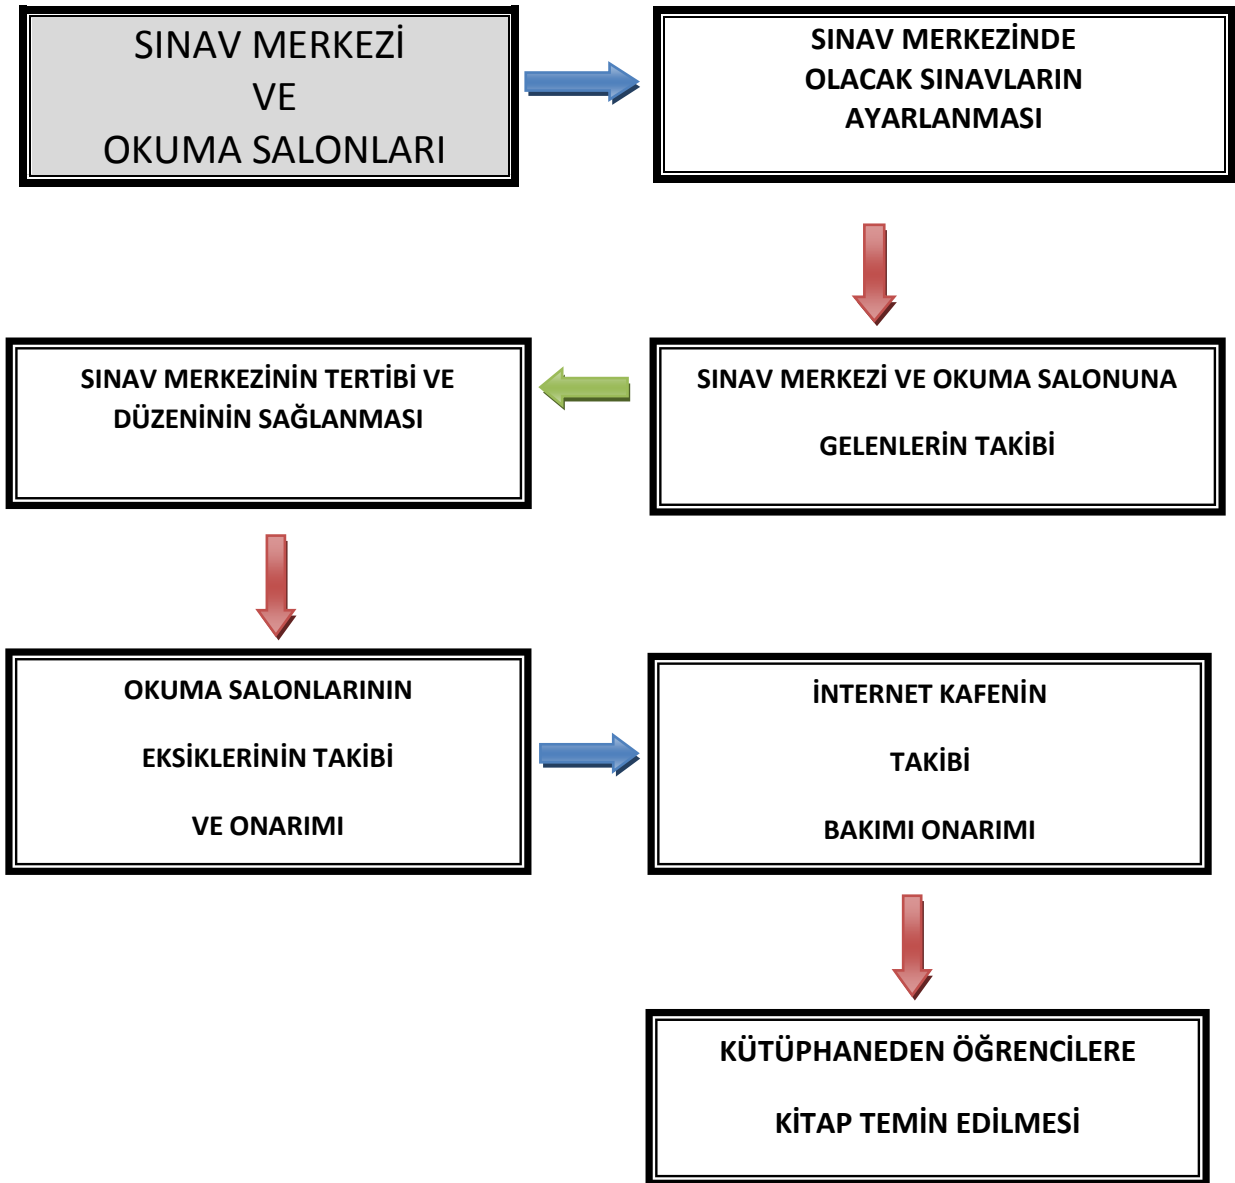 SINAV MERKEZİ
VE
OKUMA SALONLARI
SINAV MERKEZİNDE
OLACAK SINAVLARIN
AYARLANMASI
SINAV MERKEZİ VE OKUMA SALONUNA
GELENLERİN TAKİBİ
SINAV MERKEZİNİN TERTİBİ VE
DÜZENİNİN SAĞLANMASI
OKUMA SALONLARININ
EKSİKLERİNİN TAKİBİ
VE ONARIMI
İNTERNET KAFENİN
TAKİBİ
BAKIMI ONARIMI
KÜTÜPHANEDEN ÖĞRENCİLERE
KİTAP TEMİN EDİLMESİ